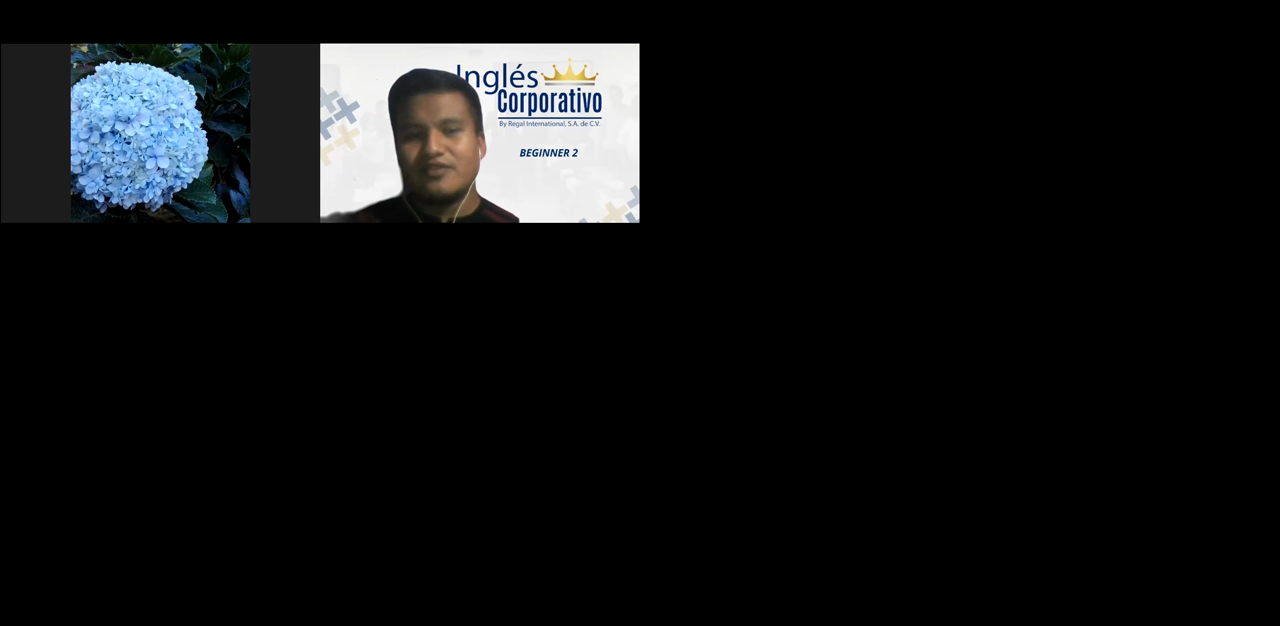 Inglés
Corporativo
By Regal International, S.A. de C.V.
BEGINNER 2